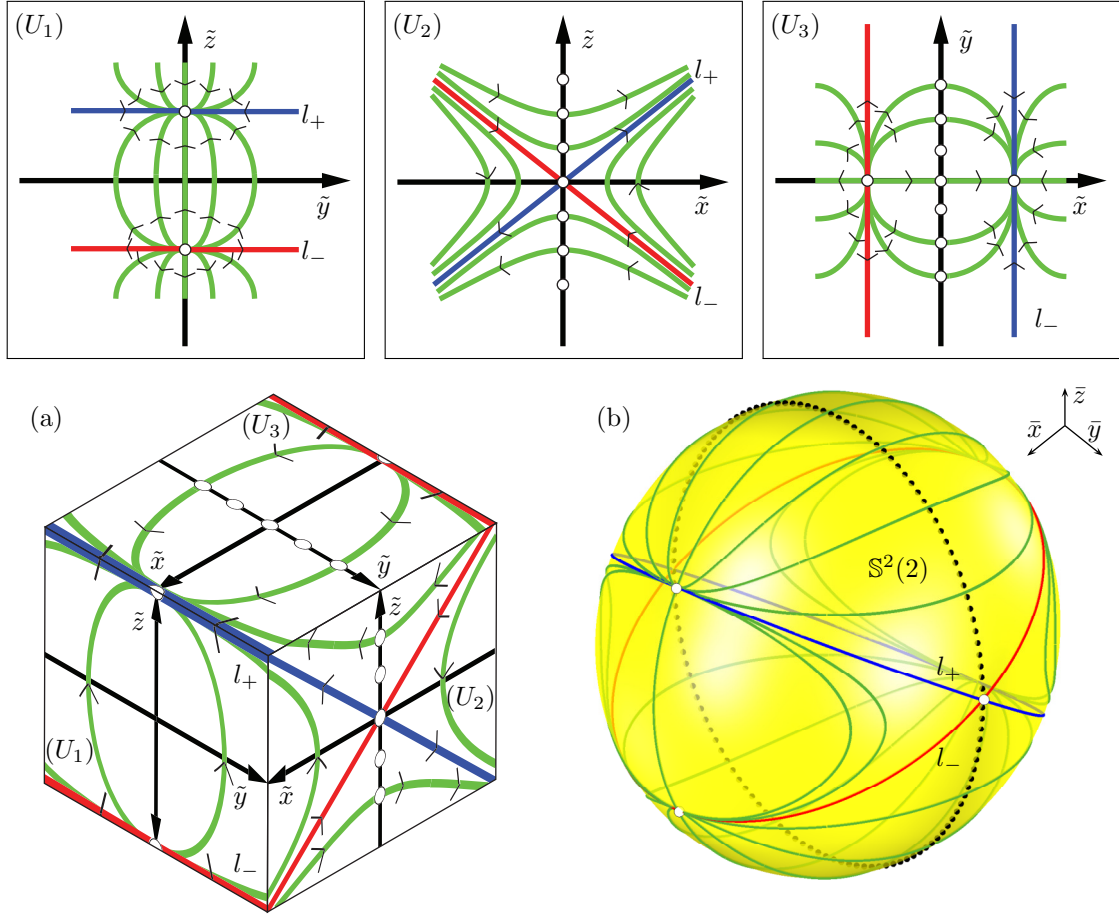 (U₁)
z̃
l₊
ỹ
l₋
(U₂)
z̃
l₊
x̃
l₋
(U₃)
ỹ
x̃
l₋
(a)
(U₃)
x̃
ỹ
z̃
z̃
l₊
(U₂)
(U₁)
ỹ
x̃
l₋
(b)
z̄
x̄
ȳ
𝕊²(2)
l₊
l₋